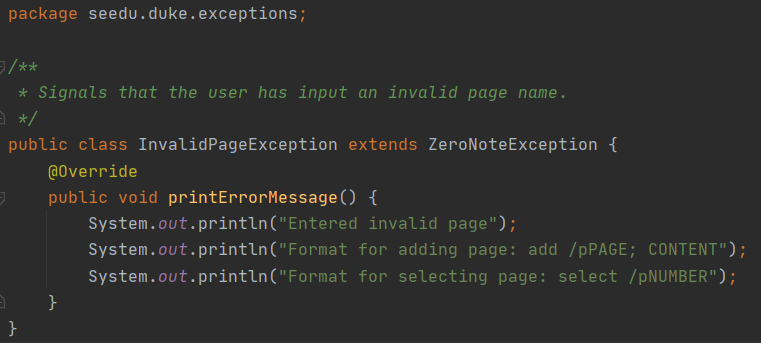 package seedu.duke.exceptions;
/**
 * Signals that the user has input an invalid page name.
 */
public class InvalidPageException extends ZeroNoteException {
    @Override
    public void printErrorMessage() {
        System.out.println("Entered invalid page");
        System.out.println("Format for adding page: add /pPAGE; CONTENT");
        System.out.println("Format for selecting page: select /pNUMBER");
    }
}